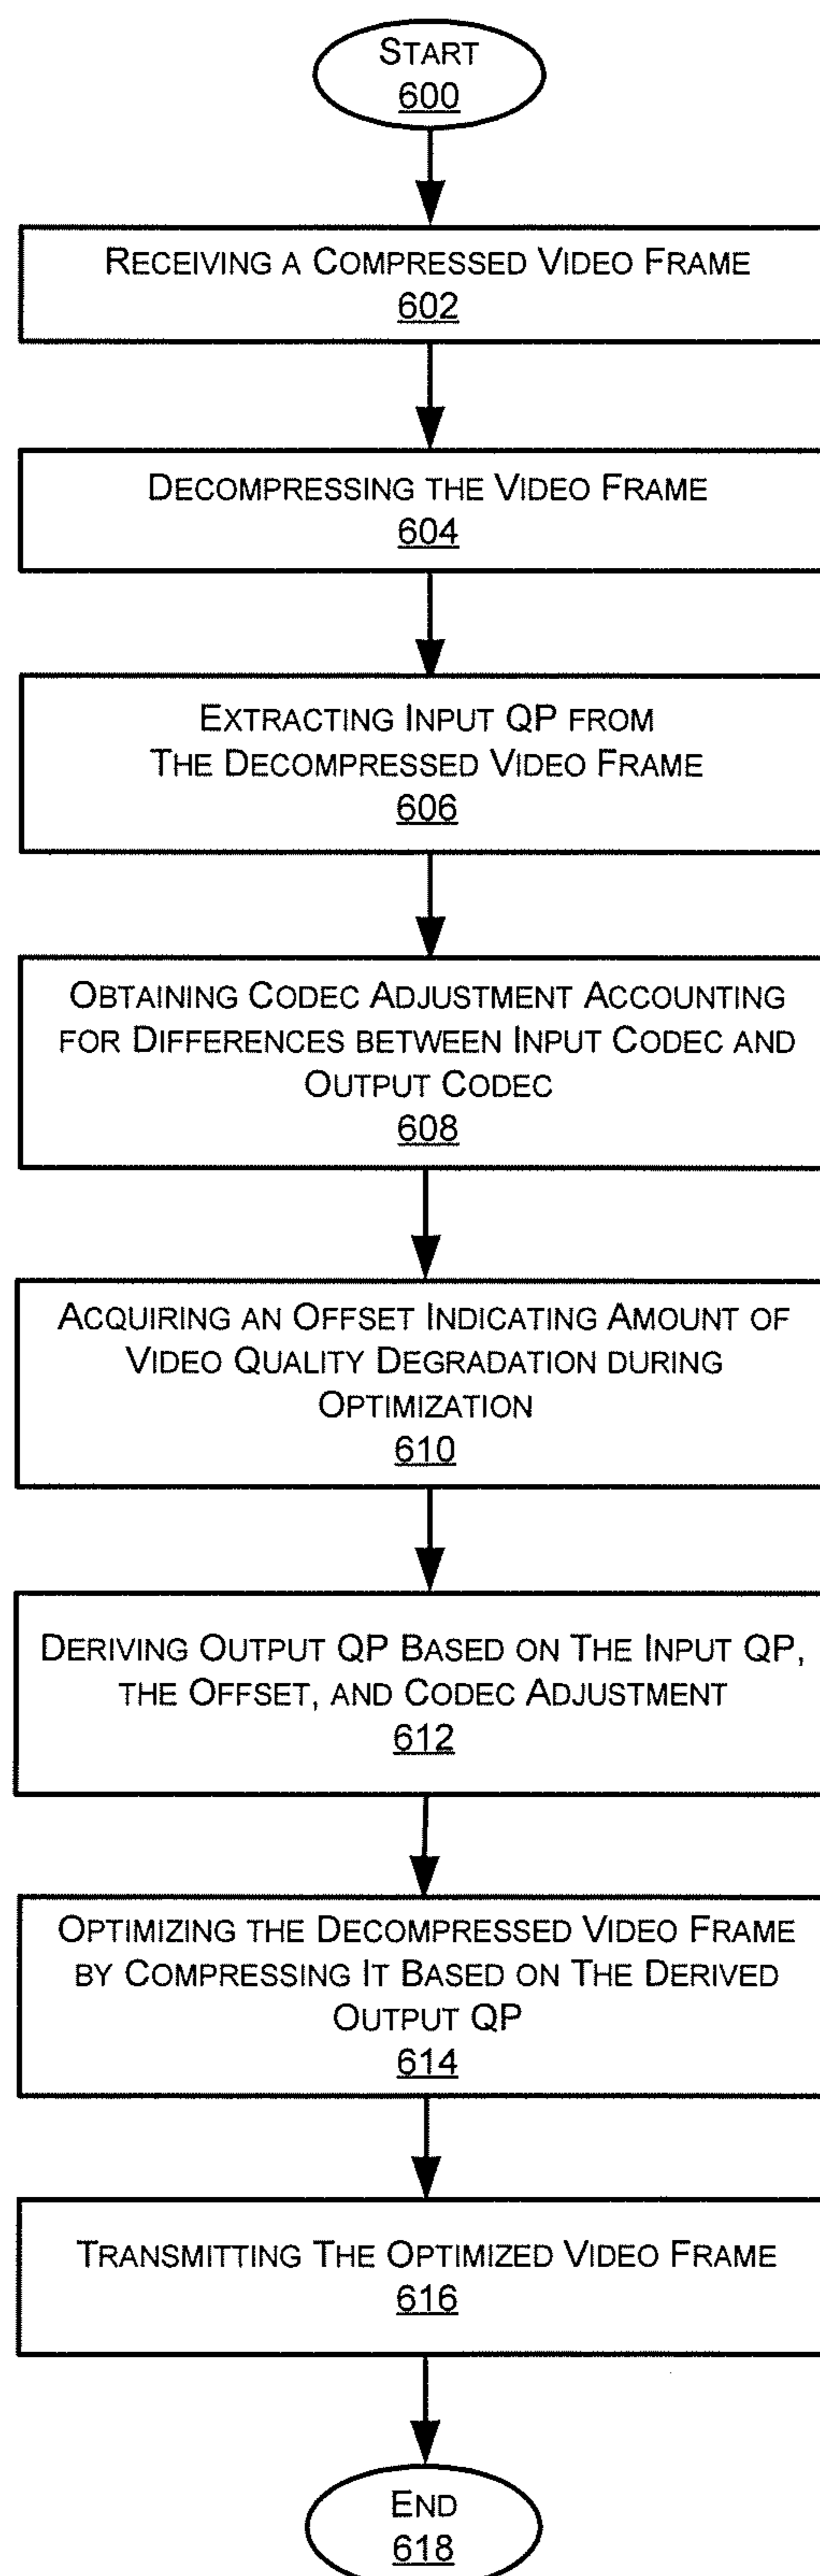 START
600
RECEIVING A COMPRESSED VIDEO FRAME
602
DECOMPRESSING THE VIDEO FRAME
604
EXTRACTING INPUT QP FROM
THE DECOMPRESSED VIDEO FRAME
606
OBTAINING CODEC ADJUSTMENT ACCOUNTING
FOR DIFFERENCES BETWEEN INPUT CODEC AND
OUTPUT CODEC
608
ACQUIRING AN OFFSET INDICATING AMOUNT OF
VIDEO QUALITY DEGRADATION DURING
OPTIMIZATION
610
DERIVING OUTPUT QP BASED ON THE INPUT QP,
THE OFFSET, AND CODEC ADJUSTMENT
612
OPTIMIZING THE DECOMPRESSED VIDEO FRAME
BY COMPRESSING IT BASED ON THE DERIVED
OUTPUT QP
614
TRANSMITTING THE OPTIMIZED VIDEO FRAME
616
END
618